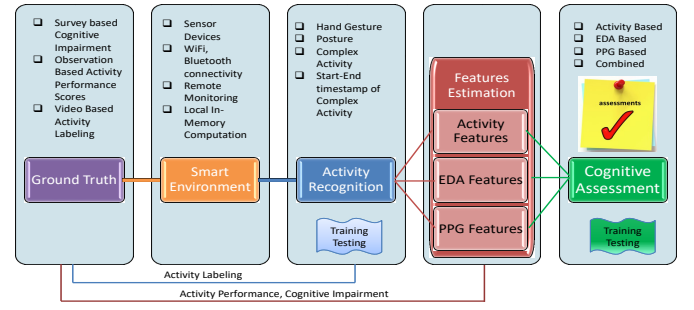 ❑ Survey based
Cognitive
Impairment
❑ Observation
Based Activity
Performance
Scores
❑ Video Based
Activity
Labeling
Ground Truth
❑ Sensor
Devices
❑ WiFi,
Bluetooth
connectivity
❑ Remote
Monitoring
❑ Local In-
Memory
Computation
Smart
Environment
❑ Hand Gesture
❑ Posture
❑ Complex
Activity
❑ Start-End
timestamp of
Complex
Activity
Activity
Recognition
Training
Testing
Features
Estimation
Activity
Features
EDA Features
PPG Features
❑ Activity Based
❑ EDA Based
❑ PPG Based
❑ Combined
assessments
Cognitive
Assessment
Training
Testing
Activity Labeling
Activity Performance, Cognitive Impairment